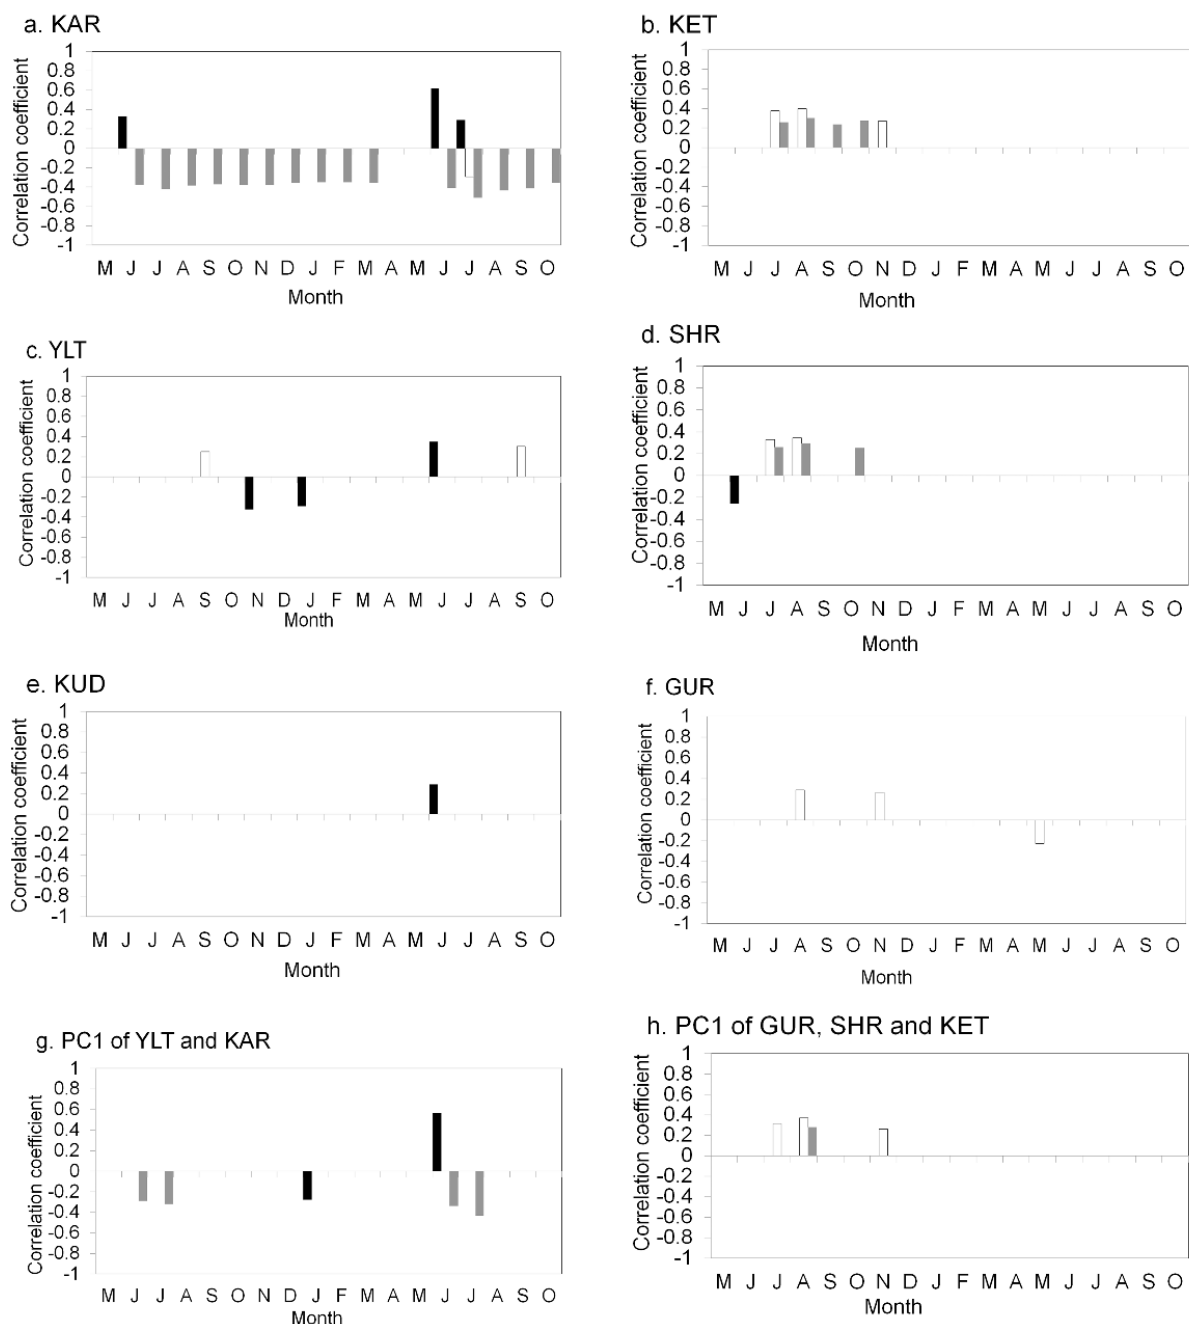 a. KAR
Correlation coefficient
1
0.8
0.6
0.4
0.2
0
-0.2
-0.4
-0.6
-0.8
-1
M J J A S O N D J F M A M J J A S O
Month
b. KET
Correlation coefficient
1
0.8
0.6
0.4
0.2
0
-0.2
-0.4
-0.6
-0.8
-1
M J J A S O N D J F M A M J J A S O
Month
c. YLT
Correlation coefficient
1
0.8
0.6
0.4
0.2
0
-0.2
-0.4
-0.6
-0.8
-1
M J J A S O N D J F M A M J J A S O
Month
d. SHR
Correlation coefficient
1
0.8
0.6
0.4
0.2
0
-0.2
-0.4
-0.6
-0.8
-1
M J J A S O N D J F M A M J J A S O
Month
e. KUD
Correlation coefficient
1
0.8
0.6
0.4
0.2
0
-0.2
-0.4
-0.6
-0.8
-1
M J J A S O N D J F M A M J J A S O
Month
f. GUR
Correlation coefficient
1
0.8
0.6
0.4
0.2
0
-0.2
-0.4
-0.6
-0.8
-1
M J J A S O N D J F M A M J J A S O
Month
g. PC1 of YLT and KAR
Correlation coefficient
1
0.8
0.6
0.4
0.2
0
-0.2
-0.4
-0.6
-0.8
-1
M J J A S O N D J F M A M J J A S O
Month
h. PC1 of GUR, SHR and KET
Correlation coefficient
1
0.8
0.6
0.4
0.2
0
-0.2
-0.4
-0.6
-0.8
-1
M J J A S O N D J F M A M J J A S O
Month